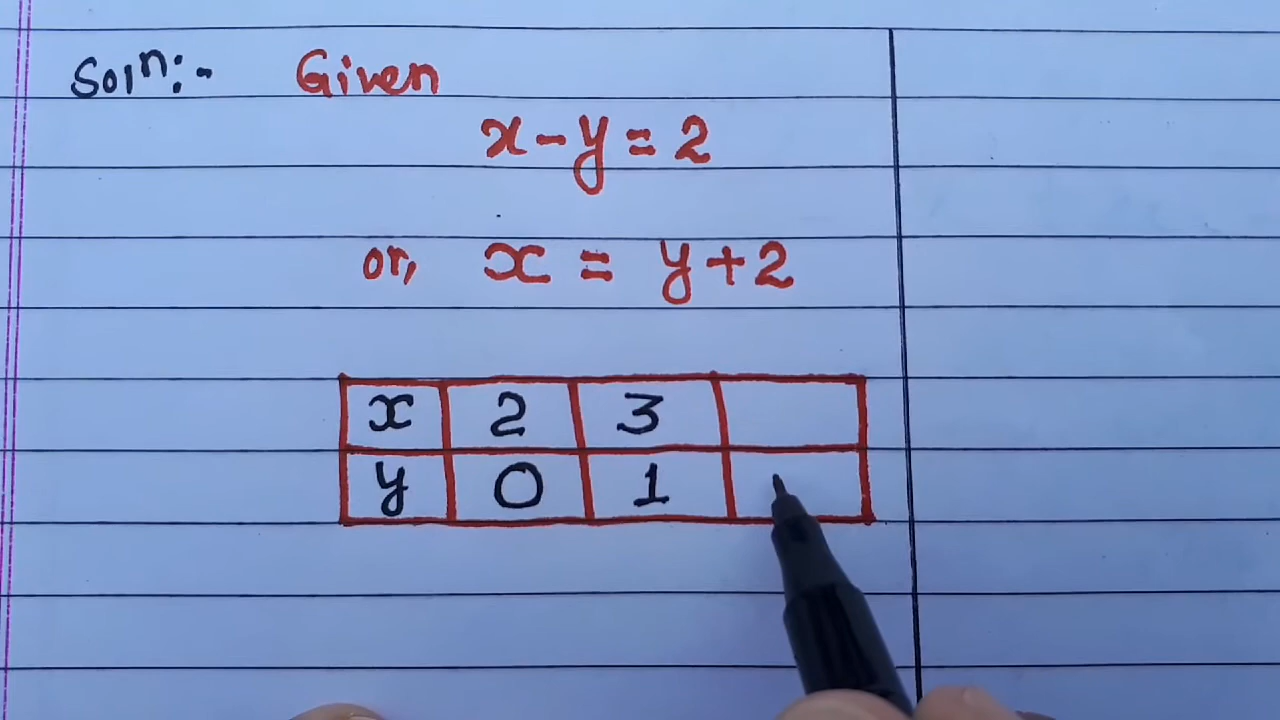 Solⁿ:- Given
x-y=2
or, x = y+2
x 2 3
y 0 1